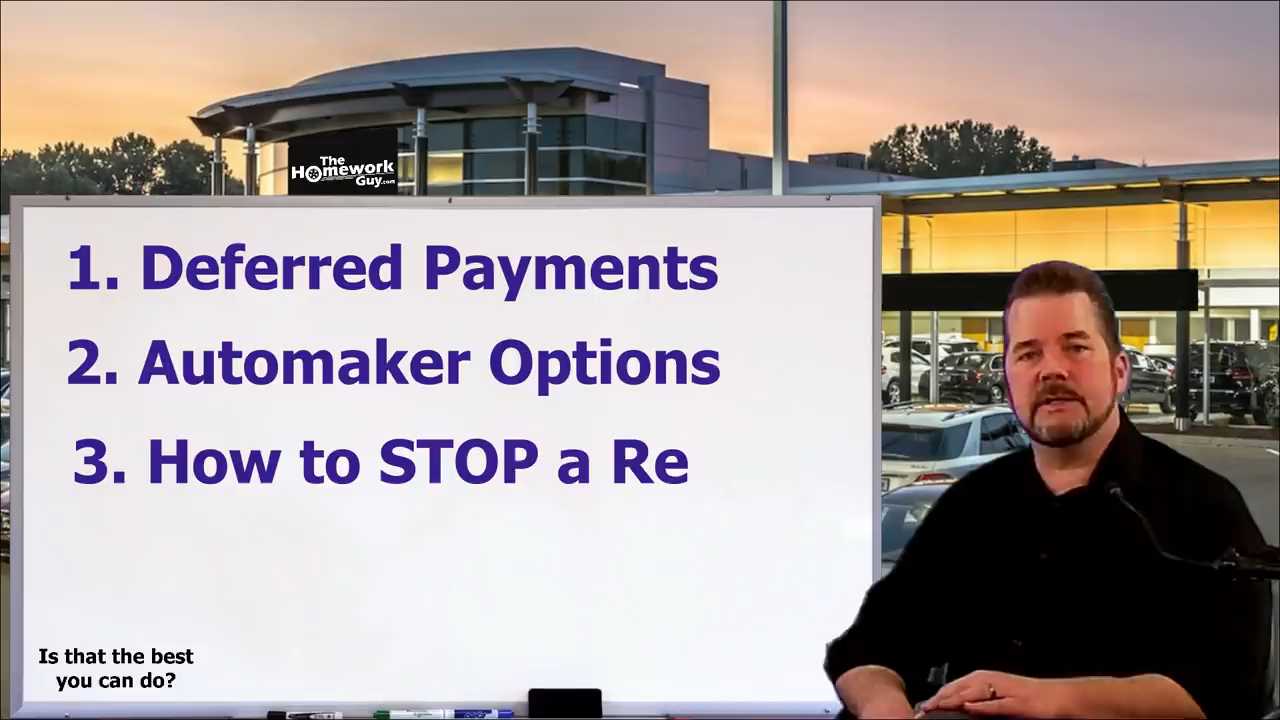 The
Homework
Guy.com
1. Deferred Payments
2. Automaker Options
3. How to STOP a Re
Is that the best
you can do?